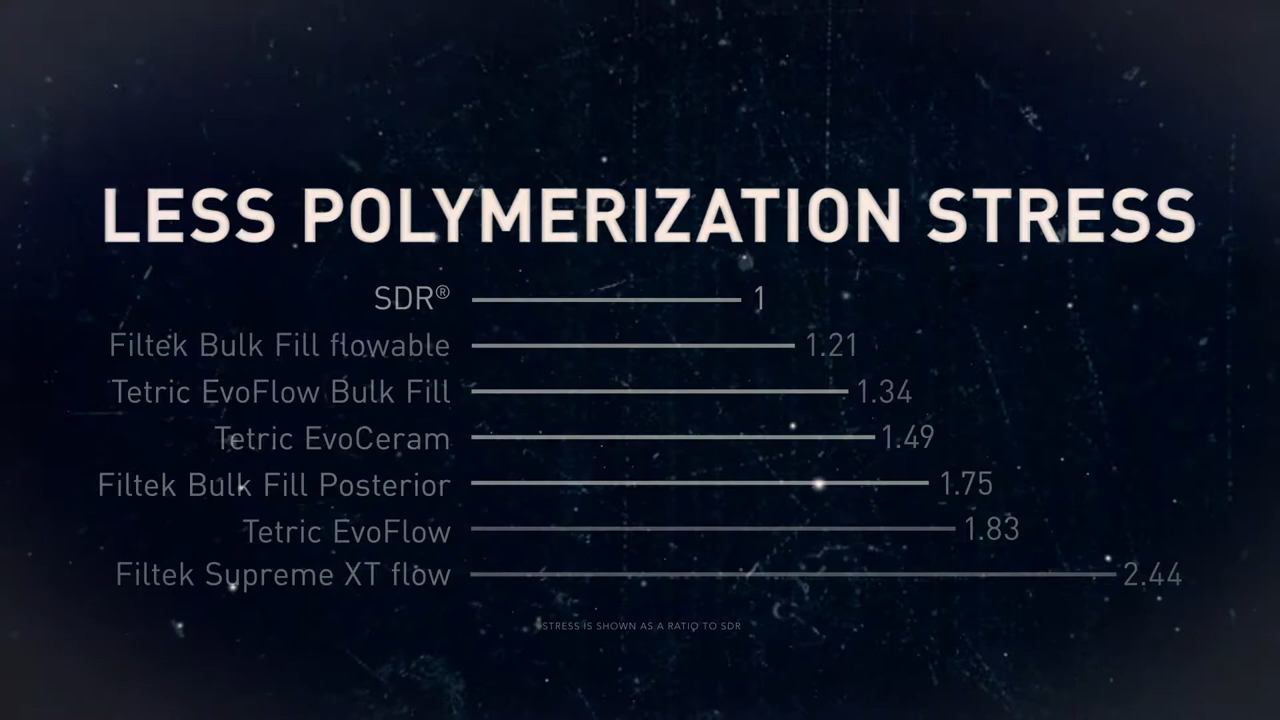 LESS POLYMERIZATION STRESS
SDR® 1
Filtek Bulk Fill flowable 1.21
Tetric EvoFlow Bulk Fill 1.34
Tetric EvoCeram 1.49
Filtek Bulk Fill Posterior 1.75
Tetric EvoFlow 1.83
Filtek Supreme XT flow 2.44
STRESS IS SHOWN AS A RATIO TO SDR